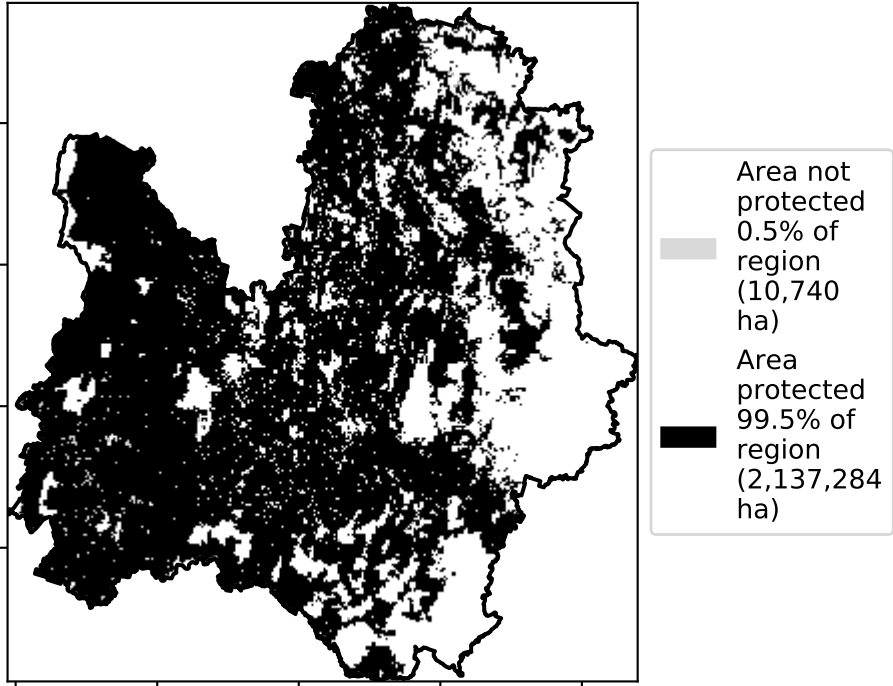 Area not
protected
0.5% of
region
(10,740
ha)
Area
protected
99.5% of
region
(2,137,284
ha)